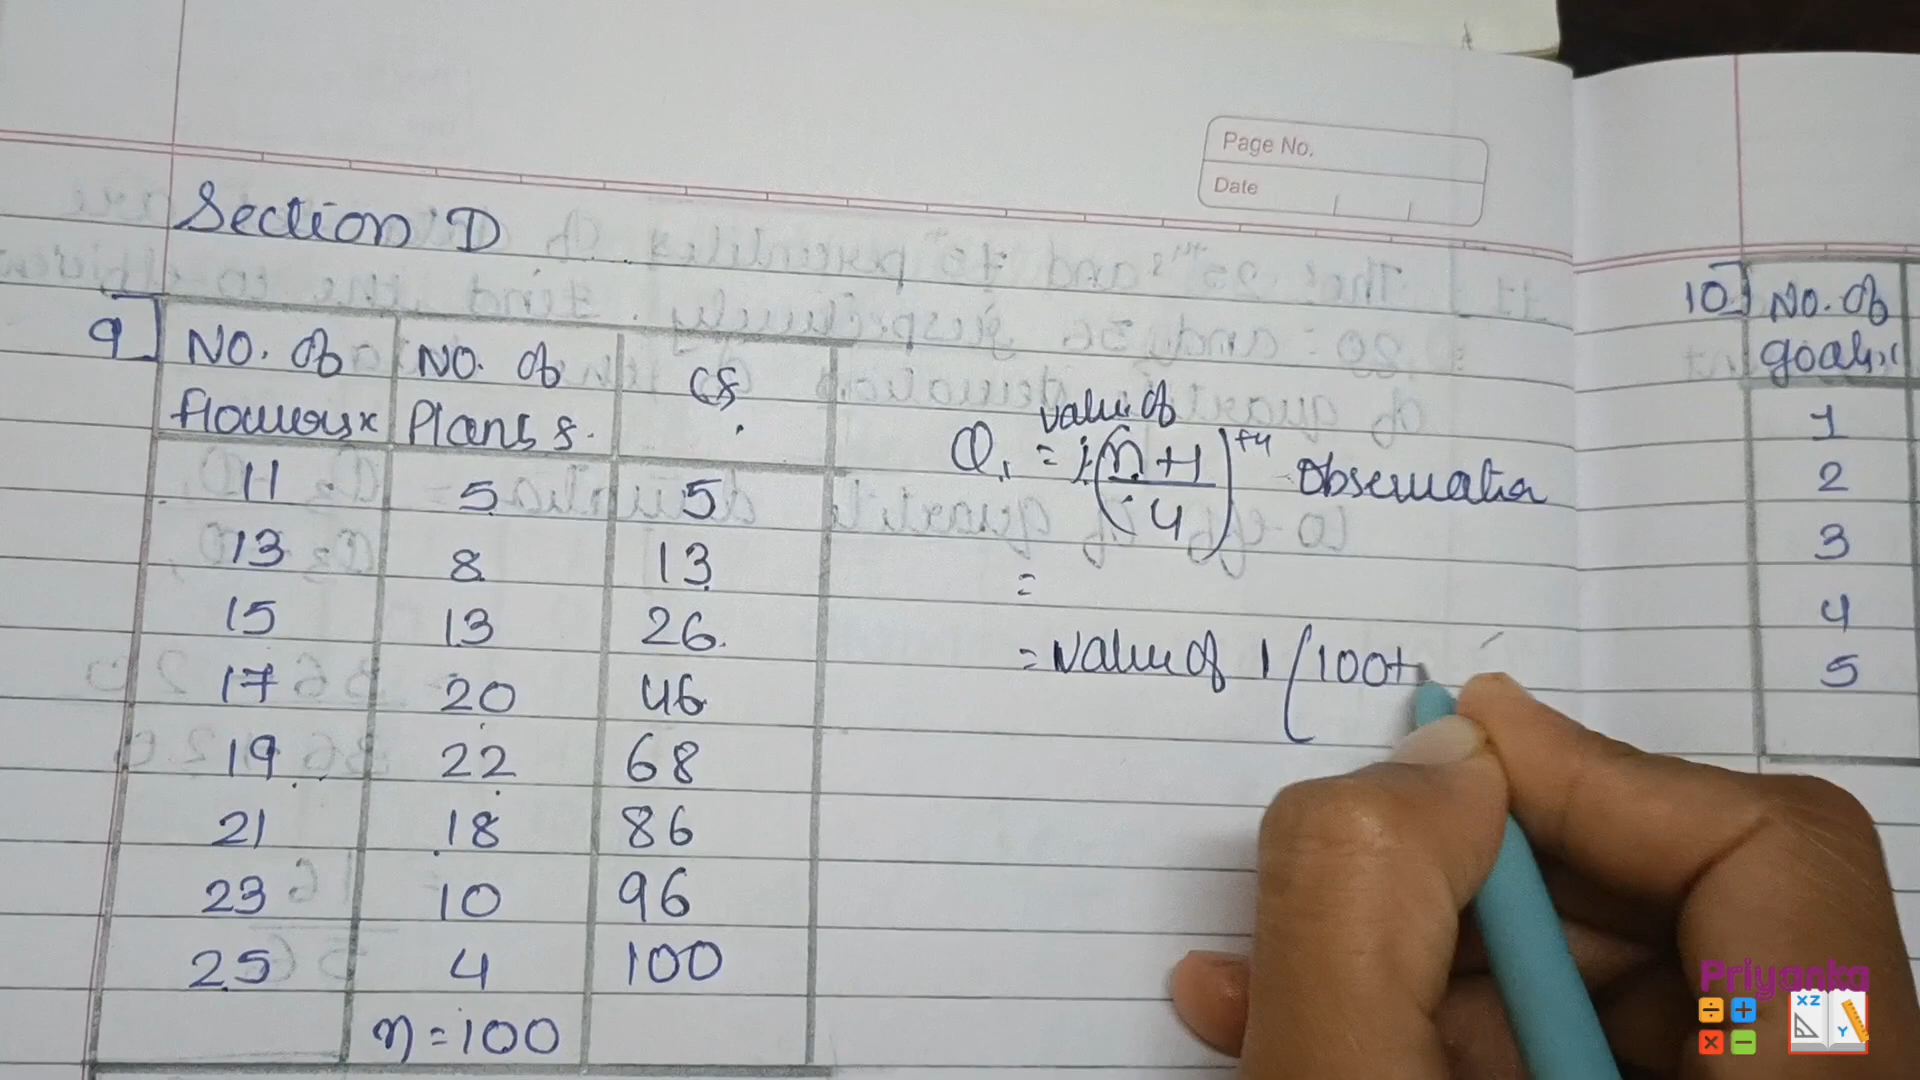 Page No.
Date
Section D
9] No. of flowers x | No. of Plants f. | cf
11 5 5
13 8 13
15 13 26
17 20 46
19 22 68
21 18 86
23 10 96
25 4 100
n = 100
value of
Q₁ = 1(n+1/4)th Observation
=
= value of 1(100+
10] No. of goals x
1
2
3
4
5
Priyanka
XZ
Y